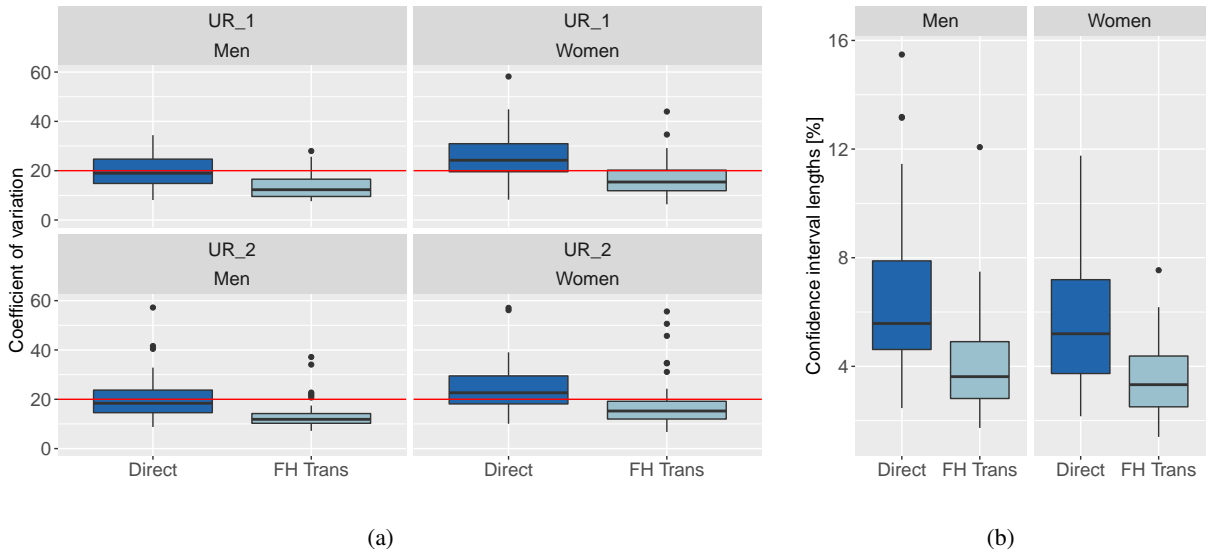 UR_1
UR_1
Men
Women
60
40
20
0
UR_2
UR_2
Men
Women
60
40
20
0
Coefficient of variation
Direct
FH Trans
Direct
FH Trans
(a)
Men
Women
16
12
8
4
Confidence interval lengths [%]
Direct
FH Trans
Direct
FH Trans
(b)